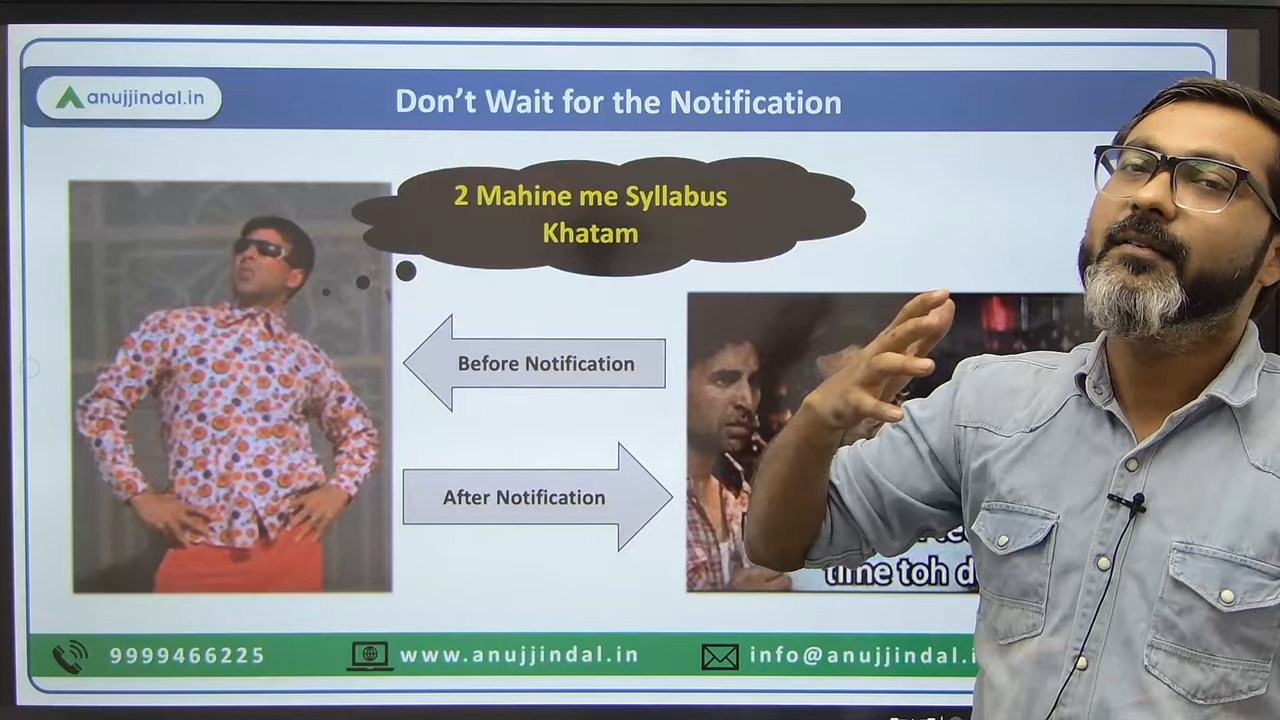 anujjindal.in
Don't Wait for the Notification
2 Mahine me Syllabus
Khatam
Before Notification
After Notification
time toh d
9999466225
www.anujjindal.in
info@anujjindal.i